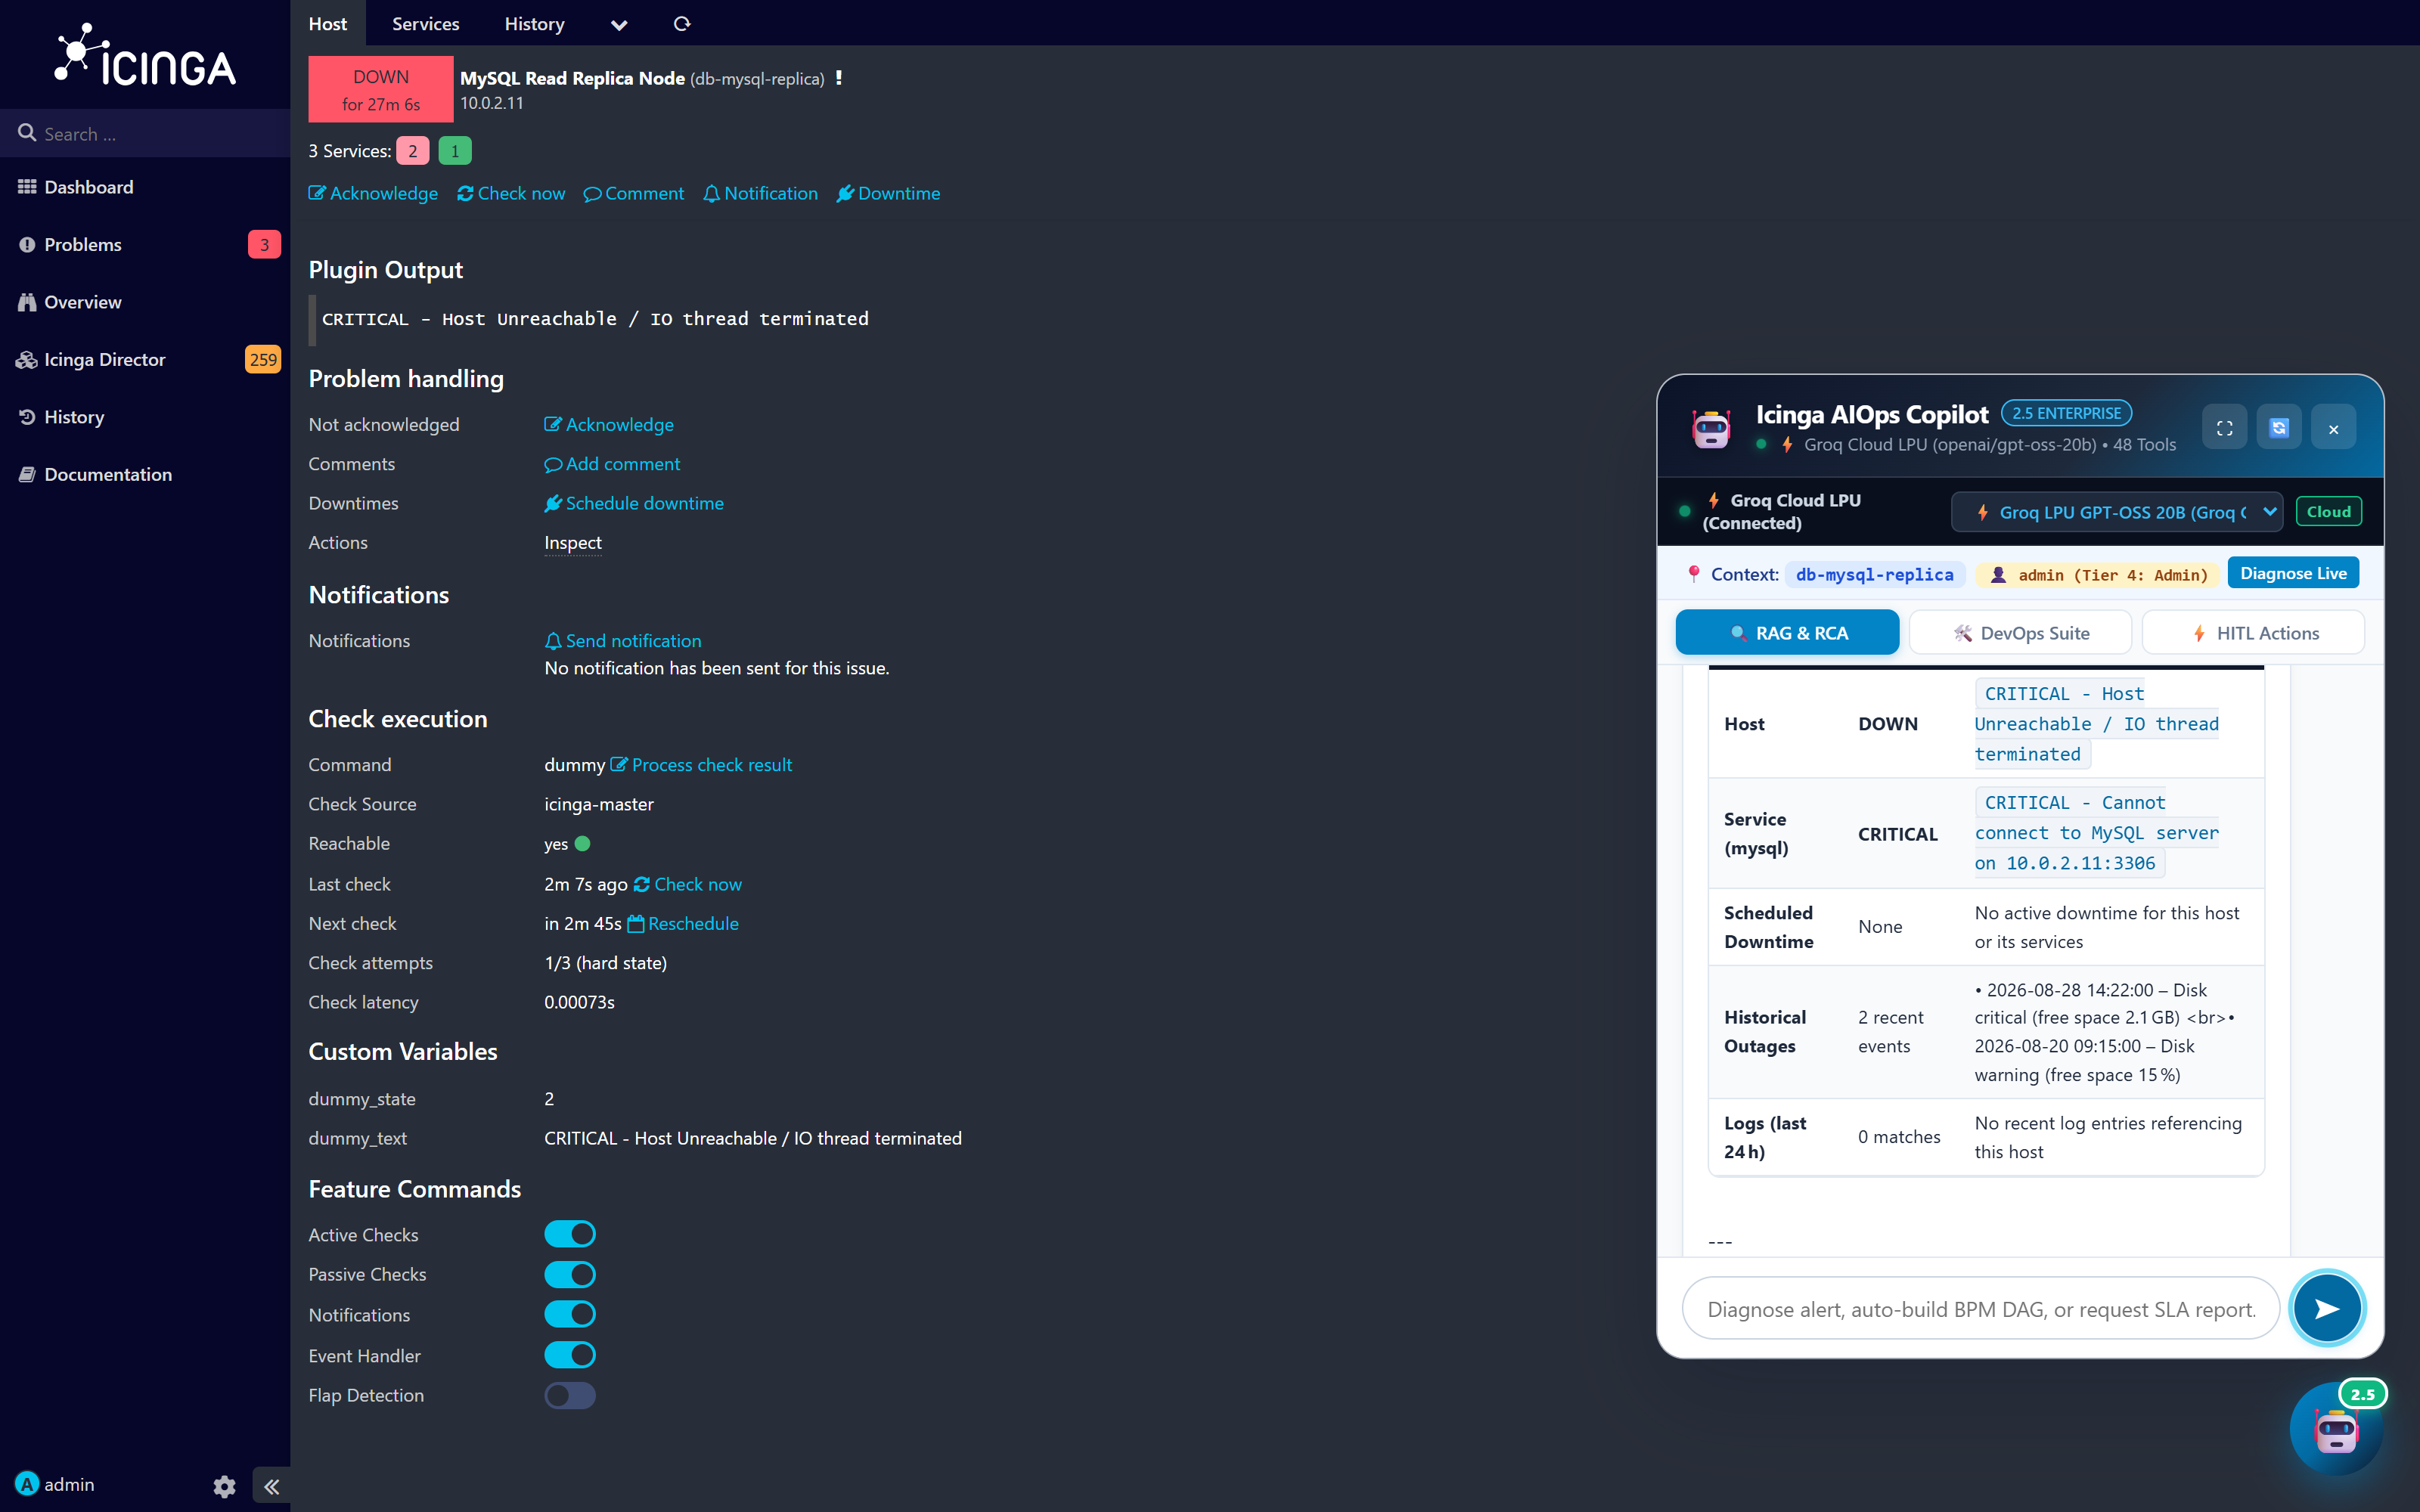 ICINGA
Search ...
Dashboard
Problems 3
Overview
Icinga Director 259
History
Documentation
A admin
Host Services History
DOWN
for 27m 6s
MySQL Read Replica Node (db-mysql-replica) !
10.0.2.11
3 Services: 2 1
Acknowledge Check now Comment Notification Downtime
Plugin Output
CRITICAL - Host Unreachable / IO thread terminated
Problem handling
Not acknowledged Acknowledge
Comments Add comment
Downtimes Schedule downtime
Actions Inspect
Notifications
Notifications Send notification
No notification has been sent for this issue.
Check execution
Command dummy Process check result
Check Source icinga-master
Reachable yes
Last check 2m 7s ago Check now
Next check in 2m 45s Reschedule
Check attempts 1/3 (hard state)
Check latency 0.00073s
Custom Variables
dummy_state 2
dummy_text CRITICAL - Host Unreachable / IO thread terminated
Feature Commands
Active Checks
Passive Checks
Notifications
Event Handler
Flap Detection
Icinga AIOps Copilot 2.5 ENTERPRISE
Groq Cloud LPU (openai/gpt-oss-20b) • 48 Tools
Groq Cloud LPU
(Connected)
Groq LPU GPT-OSS 20B (Groq C
Cloud
Context: db-mysql-replica admin (Tier 4: Admin) Diagnose Live
RAG & RCA DevOps Suite HITL Actions
Host DOWN CRITICAL - Host
Unreachable / IO thread
terminated
Service
(mysql) CRITICAL CRITICAL - Cannot
connect to MySQL server
on 10.0.2.11:3306
Scheduled
Downtime None No active downtime for this host
or its services
Historical
Outages 2 recent
events • 2026-08-28 14:22:00 – Disk
critical (free space 2.1 GB) <br>•
2026-08-20 09:15:00 – Disk
warning (free space 15 %)
Logs (last
24 h) 0 matches No recent log entries referencing
this host
---
Diagnose alert, auto-build BPM DAG, or request SLA report.
2.5